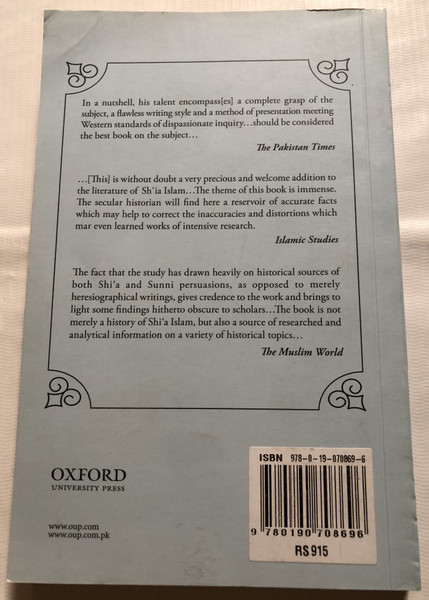 In a nutshell, his talent encompass[es] a complete grasp of the
subject, a flawless writing style and a method of presentation meeting
Western standards of dispassionate inquiry…should be considered
the best book on the subject…
The Pakistan Times
…[This] is without doubt a very precious and welcome addition to
the literature of Sh‘ia Islam…The theme of this book is immense.
The secular historian will find here a reservoir of accurate facts
which may help to correct the inaccuracies and distortions which
mar even learned works of intensive research.
Islamic Studies
The fact that the study has drawn heavily on historical sources of
both Shi‘a and Sunni persuasions, as opposed to merely
heresiographical writings, gives credence to the work and brings to
light some findings hitherto obscure to scholars…The book is not
merely a history of Shi‘a Islam, but also a source of researched and
analytical information on a variety of historical topics…
The Muslim World
OXFORD
UNIVERSITY PRESS
www.oup.com
www.oup.com.pk
ISBN 978-0-19-070869-6
9 780190 708696
RS 915